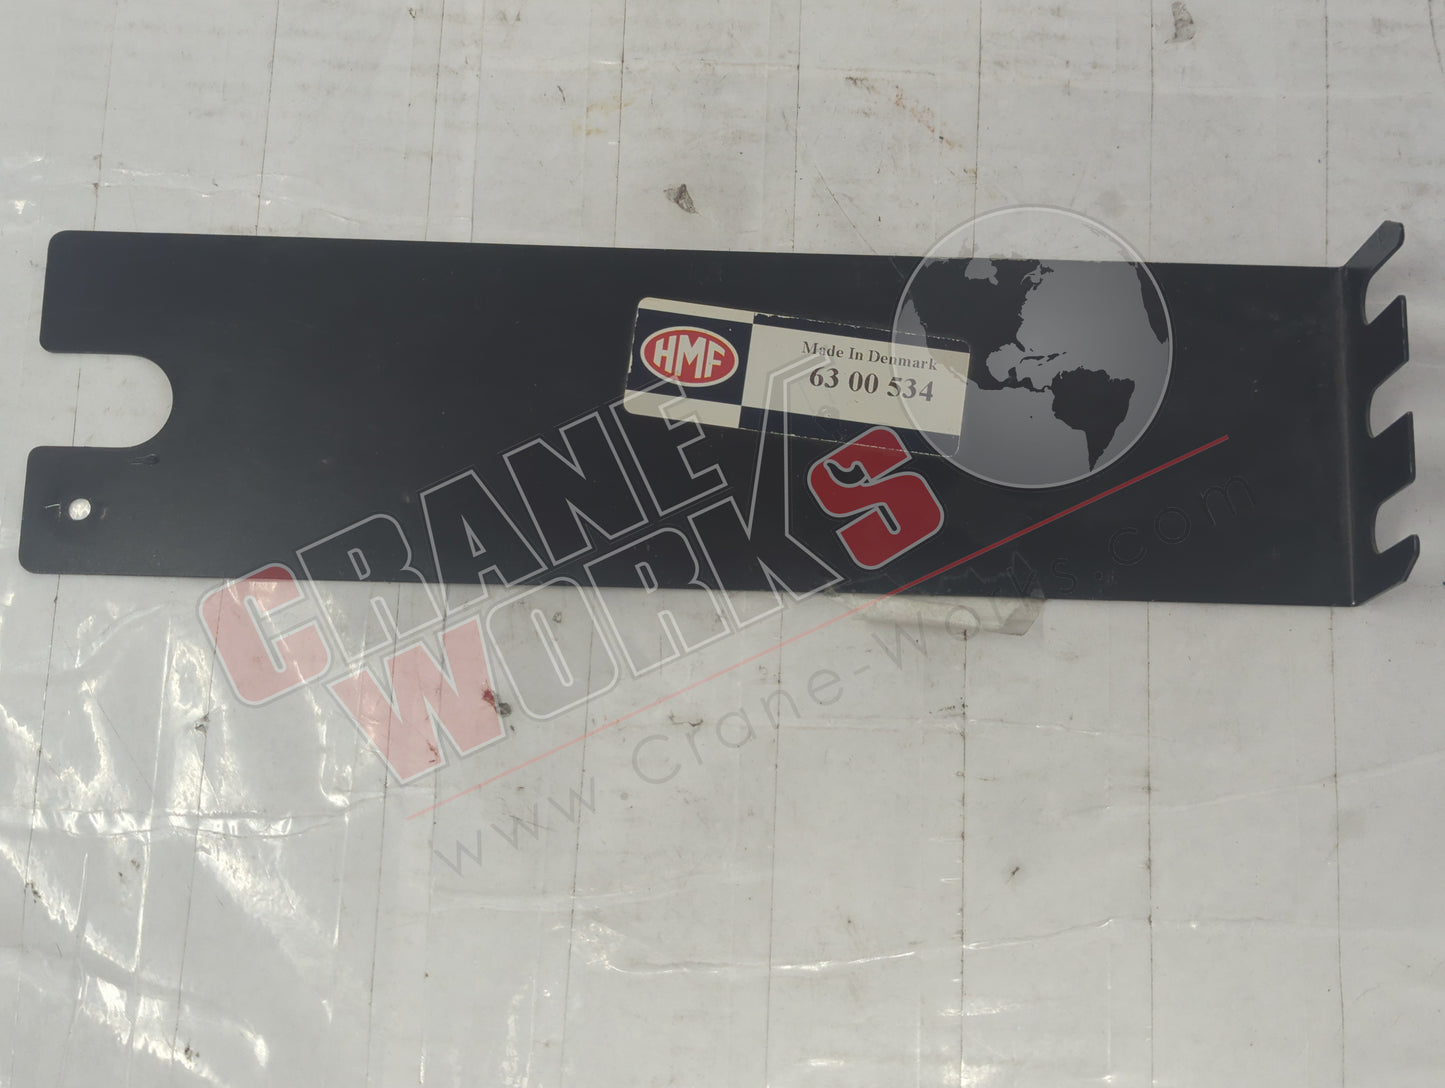 HMF
Made In Denmark
63 00 534
CRANE
WORKS
www.Crane-Works.com